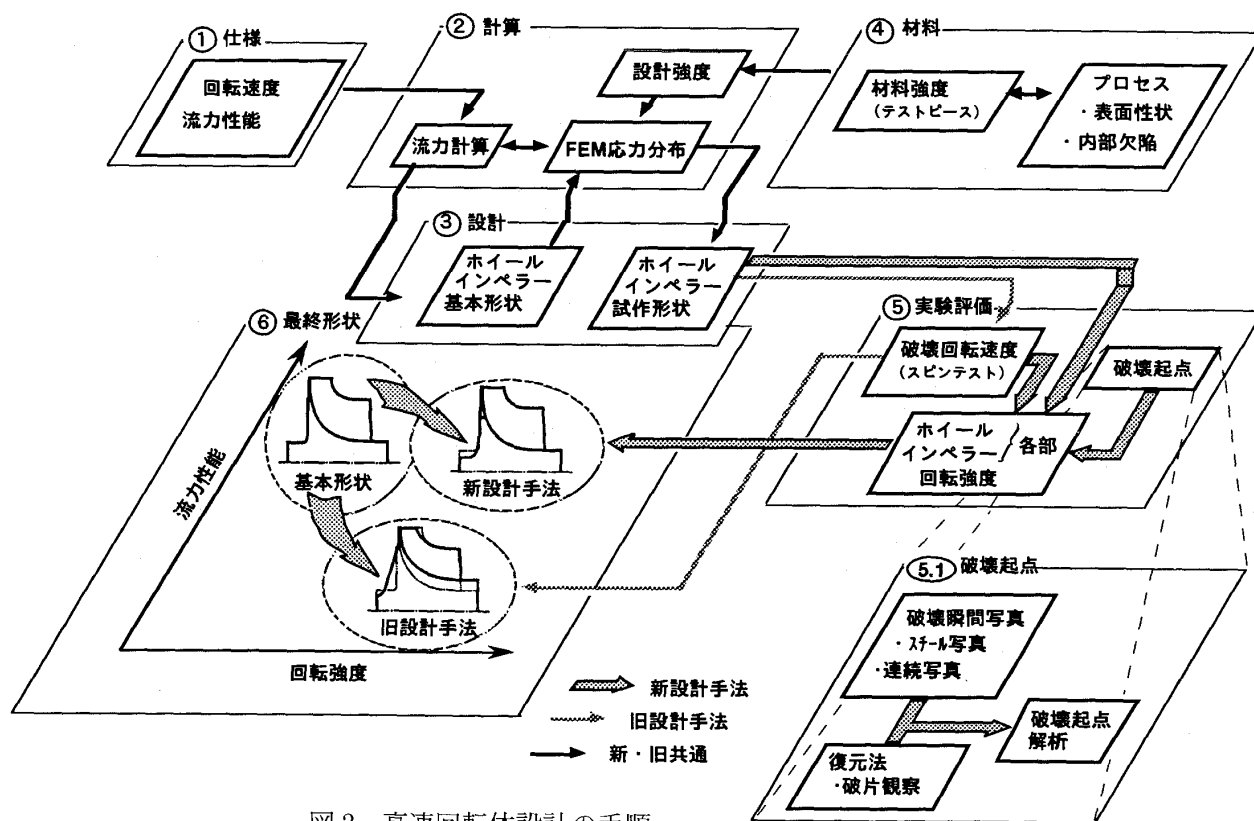 ① 仕様
回転速度
流力性能
② 計算
設計強度
流力計算
FEM応力分布
④ 材料
材料強度
(テストピース)
プロセス
・表面性状
・内部欠陥
③ 設計
ホイール
インペラー
基本形状
ホイール
インペラー
試作形状
⑤ 実験評価
破壊回転速度
(スピンテスト)
破壊起点
ホイール
インペラー
回転強度
各部
⑥ 最終形状
流力性能
基本形状
新設計手法
旧設計手法
回転強度
5.1 破壊起点
破壊瞬間写真
・スチール写真
・連続写真
復元法
・破片観察
破壊起点
解析
新設計手法
旧設計手法
新・旧共通